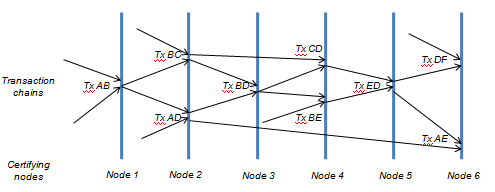 Tx CD
Tx BC
Tx DF
Transaction
chains
Tx AB
Tx BD
Tx ED
Tx AD
Tx BE
Tx AE
Certifying
nodes
Node 1
Node 2
Node 3
Node 4
Node 5
Node 6